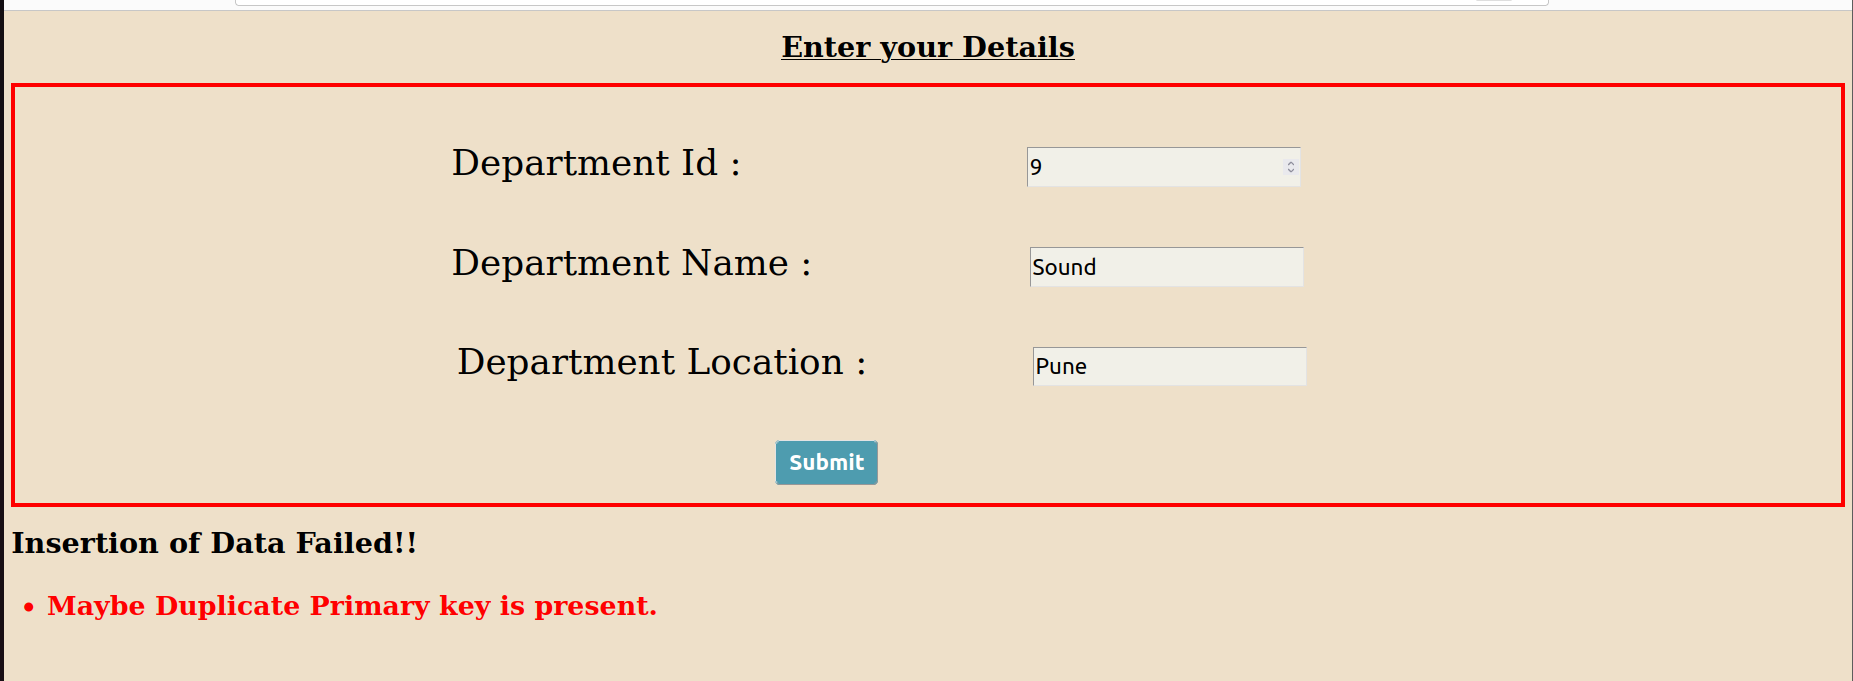 Enter your Details
Department Id :
9
Department Name :
Sound
Department Location :
Pune
Submit
Insertion of Data Failed!!
• Maybe Duplicate Primary key is present.